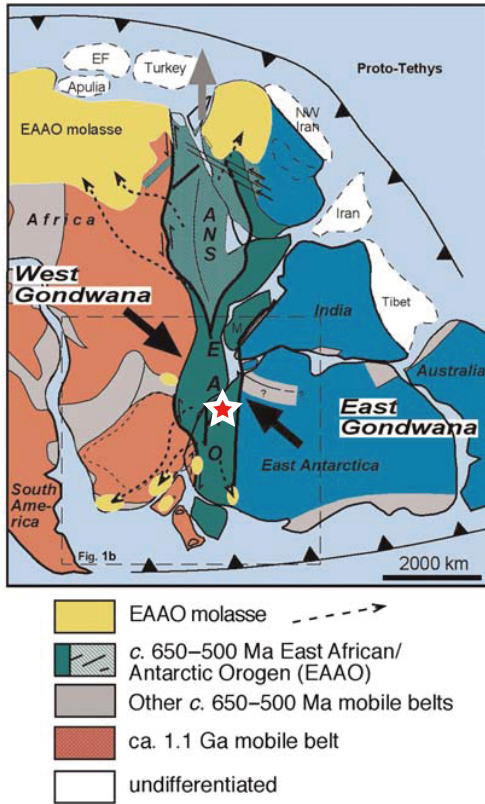 EF
Turkey
Proto-Tethys
Apulia
NW
Iran
EAAO molasse
Iran
Africa
ANS
West
Gondwana
India
Tibet
M
E
A
Australia
?
?
East
Gondwana
O
East Antarctica
South
Ame-
rica
Fig. 1b
2000 km
EAAO molasse
c. 650–500 Ma East African/
Antarctic Orogen (EAAO)
Other c. 650–500 Ma mobile belts
ca. 1.1 Ga mobile belt
undifferentiated